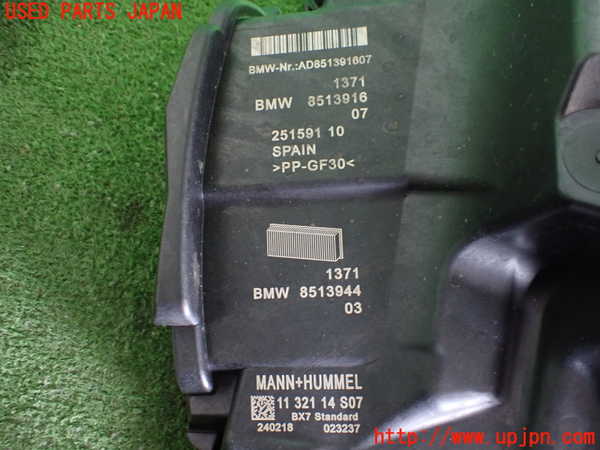 USED PARTS JAPAN
BMW-Nr.:AD851391607
1371
BMW 8513916
07
251591 10
SPAIN
>PP-GF30<
1371
BMW 8513944
03
MANN+HUMMEL
11 321 14 S07
BX7 Standard
240218 023237
http://www.upjpn.com/